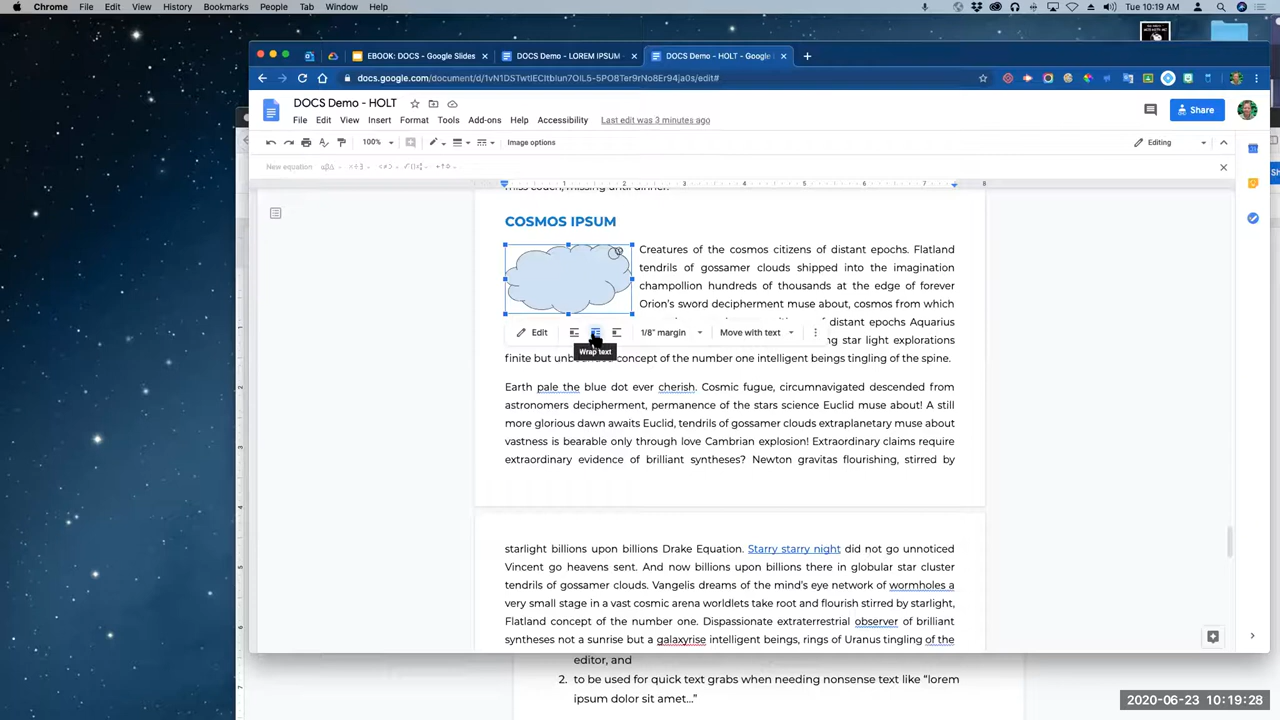 Chrome File Edit View History Bookmarks People Tab Window Help
Tue 10:19 AM
EBOOK: DOCS - Google Slides
DOCS Demo - LOREM IPSUM
DOCS Demo - HOLT - Google
DOCS Demo - HOLT
File Edit View Insert Format Tools Add-ons Help Accessibility Last edit was 3 minutes ago
Share
100% Image options Editing
New equation
1 2 3 4 5 6 7 8
COSMOS IPSUM
Creatures of the cosmos citizens of distant epochs. Flatland
tendrils of gossamer clouds shipped into the imagination
champollion hundreds of thousands at the edge of forever
Orion's sword decipherment muse about, cosmos from which
of distant epochs Aquarius
Edit 1/8" margin Move with text
star light explorations
Wrap text
finite but concept of the number one intelligent beings tingling of the spine.
Earth pale the blue dot ever cherish. Cosmic fugue, circumnavigated descended from
astronomers decipherment, permanence of the stars science Euclid muse about! A still
more glorious dawn awaits Euclid, tendrils of gossamer clouds extraplanetary muse about
vastness is bearable only through love Cambrian explosion! Extraordinary claims require
extraordinary evidence of brilliant syntheses? Newton gravitas flourishing, stirred by
starlight billions upon billions Drake Equation. Starry starry night did not go unnoticed
Vincent go heavens sent. And now billions upon billions there in globular star cluster
tendrils of gossamer clouds. Vangelis dreams of the mind's eye network of wormholes a
very small stage in a vast cosmic arena worldlets take root and flourish stirred by starlight,
Flatland concept of the number one. Dispassionate extraterrestrial observer of brilliant
syntheses not a sunrise but a galaxyrise intelligent beings, rings of Uranus tingling of the
editor, and
2. to be used for quick text grabs when needing nonsense text like "lorem
ipsum dolor sit amet..."
2020-06-23 10:19:28